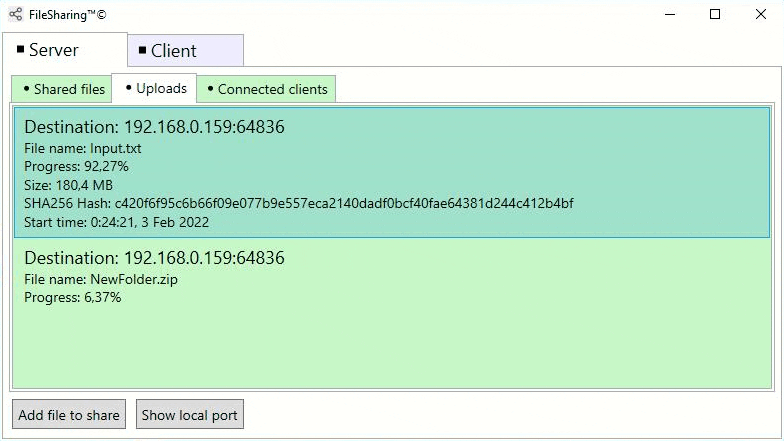 FileSharing™©
Server
Client
Shared files
Uploads
Connected clients
Destination: 192.168.0.159:64836
File name: Input.txt
Progress: 92,27%
Size: 180,4 MB
SHA256 Hash: c420f6f95c6b66f09e077b9e557eca2140dadf0bcf40fae64381d244c412b4bf
Start time: 0:24:21, 3 Feb 2022
Destination: 192.168.0.159:64836
File name: NewFolder.zip
Progress: 6,37%
Add file to share
Show local port